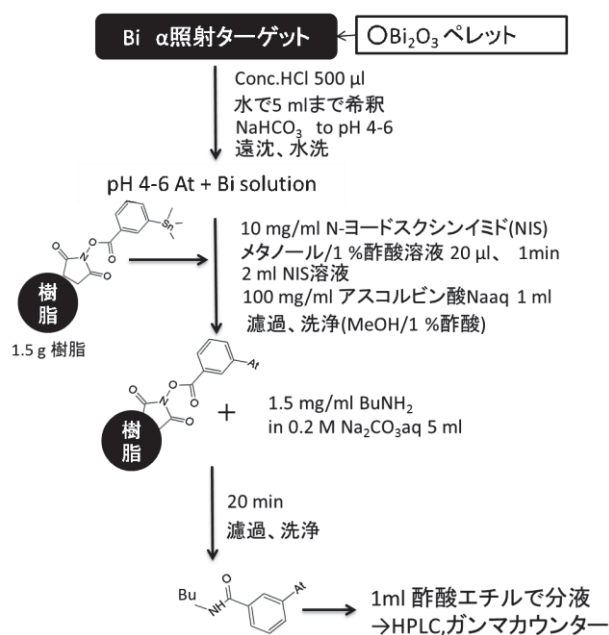 Bi α照射ターゲット
○Bi₂O₃ペレット
Conc.HCl 500 µl
水で5 mlまで希釈
NaHCO₃ to pH 4-6
遠沈、水洗
pH 4-6 At + Bi solution
Sn
O
O
N
O
O
樹
脂
1.5 g 樹脂
10 mg/ml N-ヨードスクシンイミド(NIS)
メタノール/1 %酢酸溶液 20 µl、 1min
2 ml NIS溶液
100 mg/ml アスコルビン酸Naaq 1 ml
濾過、洗浄(MeOH/1 %酢酸)
At
O
O
N
O
O
樹
脂
+
1.5 mg/ml BuNH₂
in 0.2 M Na₂CO₃aq 5 ml
20 min
濾過、洗浄
Bu
NH
O
At
1ml 酢酸エチルで分液
→HPLC,ガンマカウンター